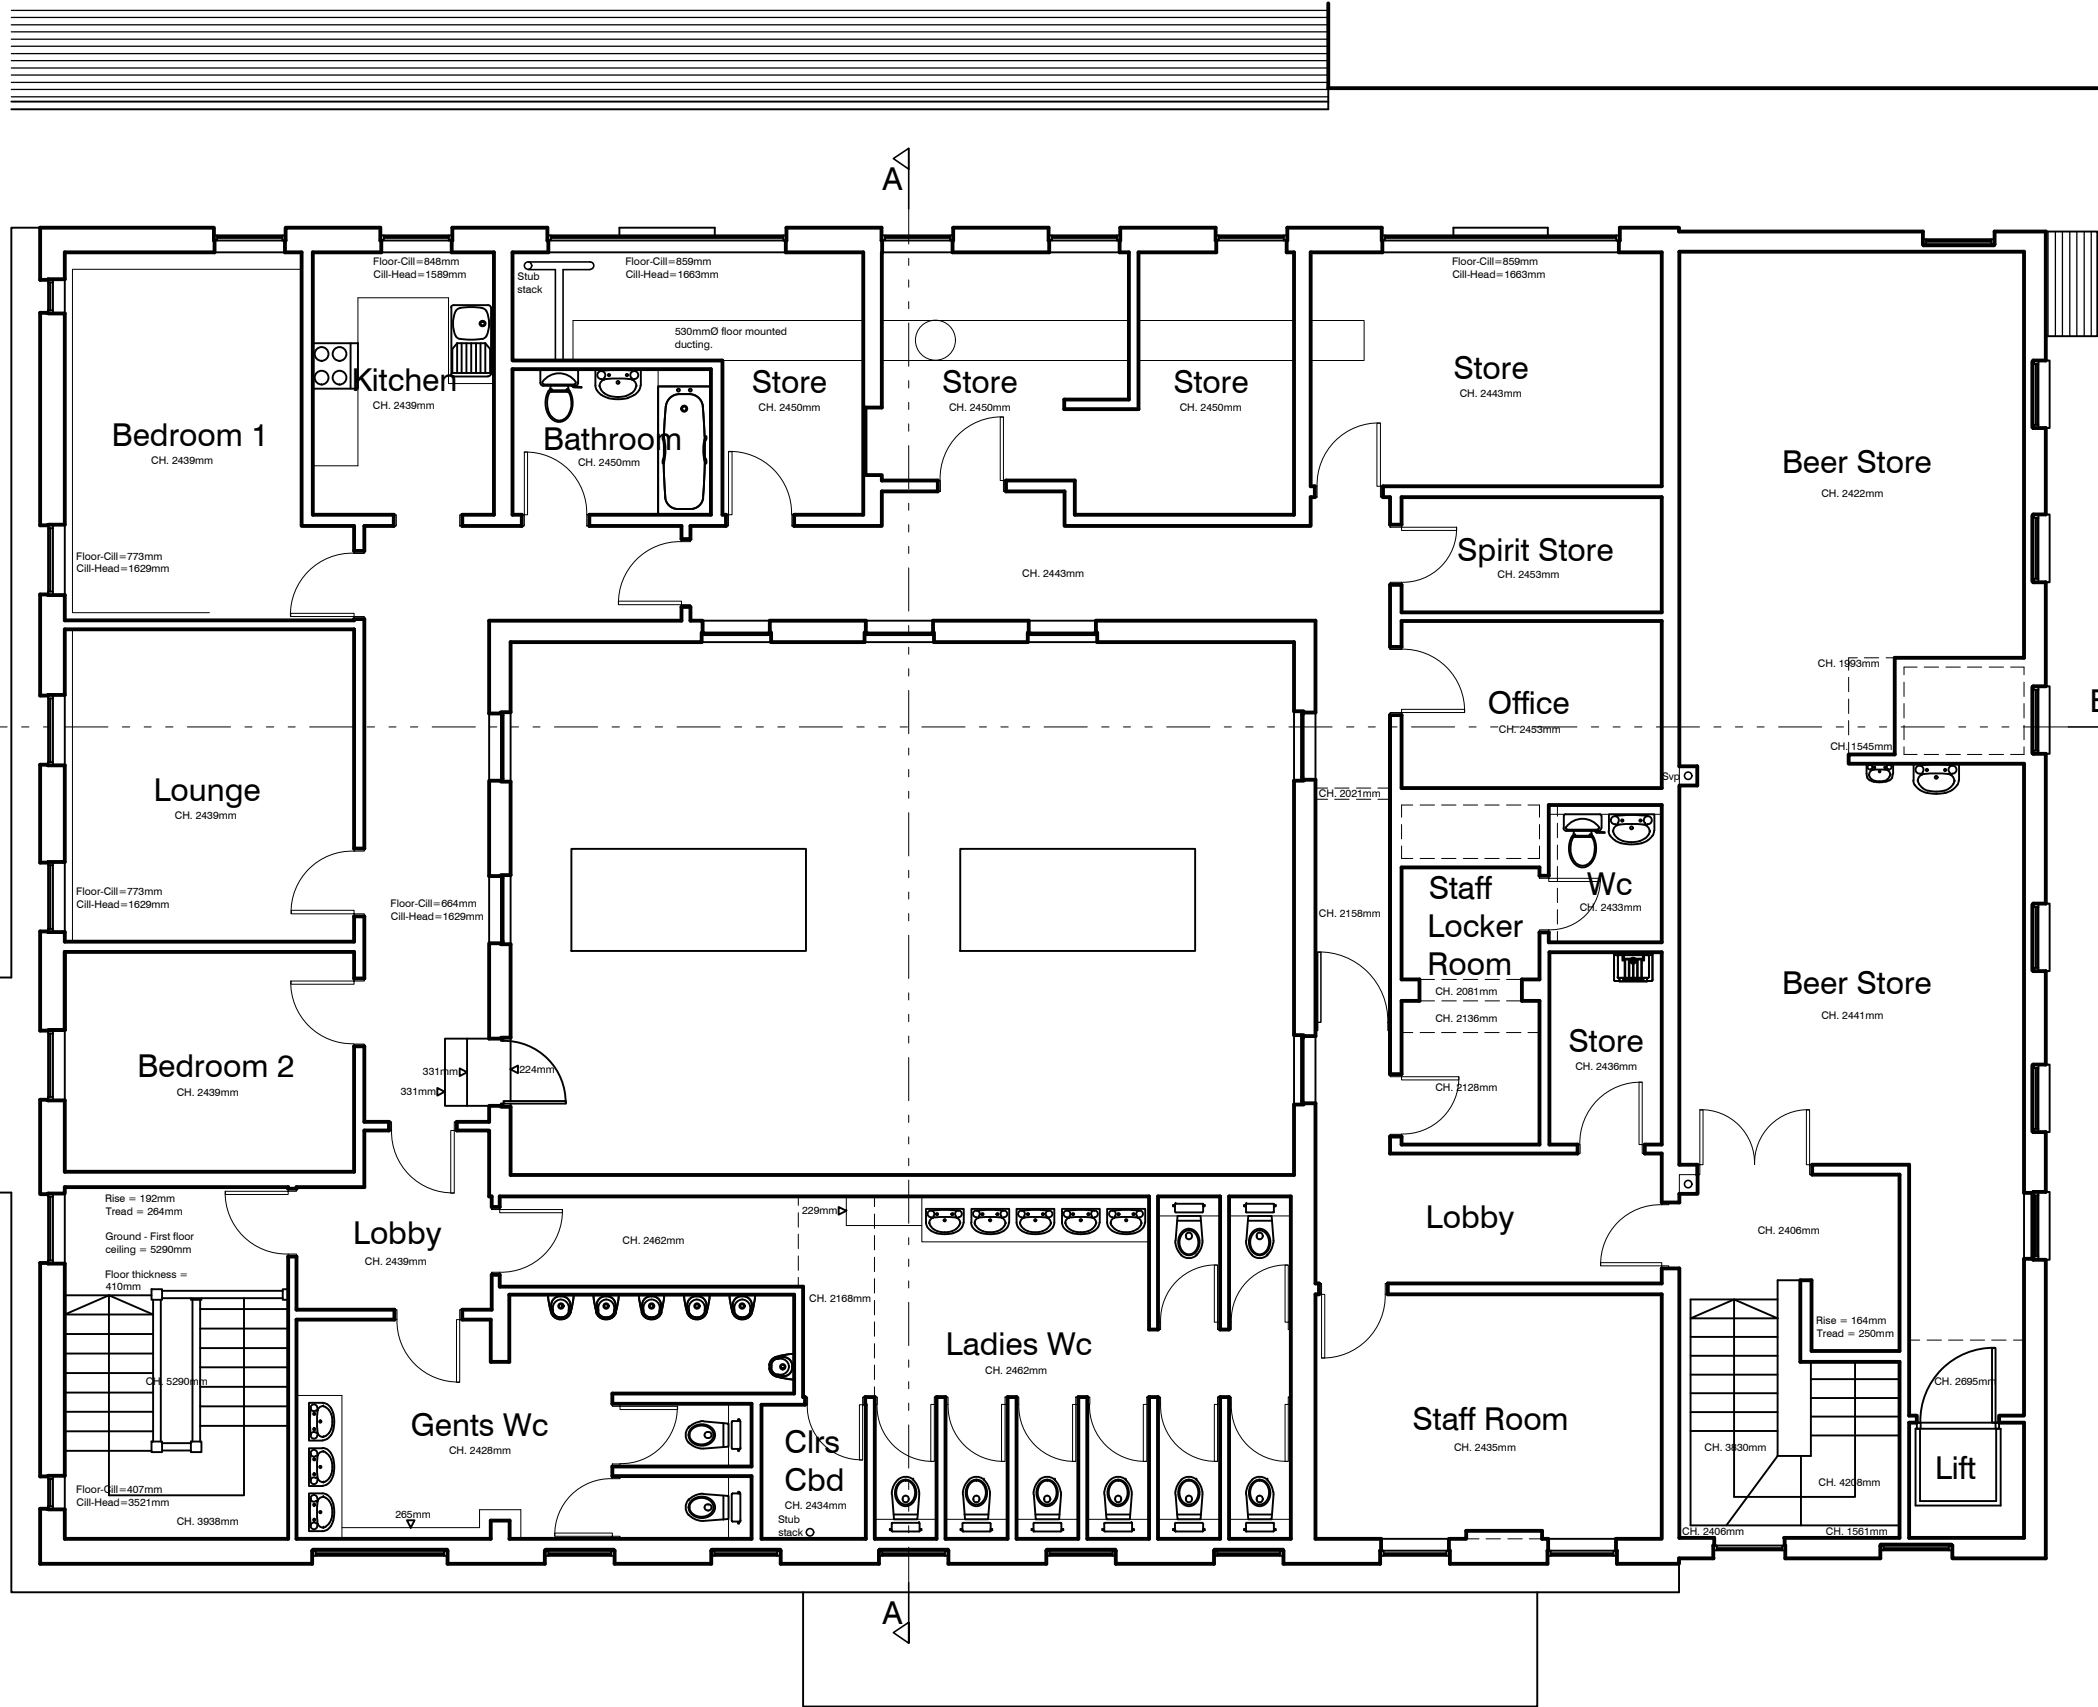 A
Floor-Cill=848mm
Cill-Head=1589mm
Stub
stack
Floor-Cill=859mm
Cill-Head=1663mm
Floor-Cill=859mm
Cill-Head=1663mm
530mmØ floor mounted
ducting.
Kitchen
CH. 2439mm
Store
CH. 2450mm
Store
CH. 2450mm
Store
CH. 2450mm
Store
CH. 2443mm
Bedroom 1
CH. 2439mm
Bathroom
CH. 2450mm
Beer Store
CH. 2422mm
Floor-Cill=773mm
Cill-Head=1629mm
CH. 2443mm
Spirit Store
CH. 2453mm
CH. 1993mm
Office
CH. 2453mm
CH. 1545mm
Svp
Lounge
CH. 2439mm
CH. 2021mm
Floor-Cill=773mm
Cill-Head=1629mm
Floor-Cill=664mm
Cill-Head=1629mm
CH. 2158mm
Staff
Locker
Room
CH. 2081mm
CH. 2136mm
CH. 2128mm
Wc
CH. 2433mm
Beer Store
CH. 2441mm
Store
CH. 2436mm
Bedroom 2
CH. 2439mm
331mm
331mm
224mm
Rise = 192mm
Tread = 264mm
Ground - First floor
ceiling = 5290mm
Floor thickness =
410mm
Lobby
CH. 2439mm
CH. 2462mm
229mm
Lobby
CH. 2406mm
CH. 2168mm
Ladies Wc
CH. 2462mm
Rise = 164mm
Tread = 250mm
CH. 5290mm
CH. 2695mm
Gents Wc
CH. 2428mm
Clrs
Cbd
CH. 2434mm
Stub
stack
Staff Room
CH. 2435mm
CH. 3830mm
CH. 4208mm
Lift
Floor-Cill=407mm
Cill-Head=3521mm
CH. 3938mm
265mm
CH. 2406mm
CH. 1561mm
A